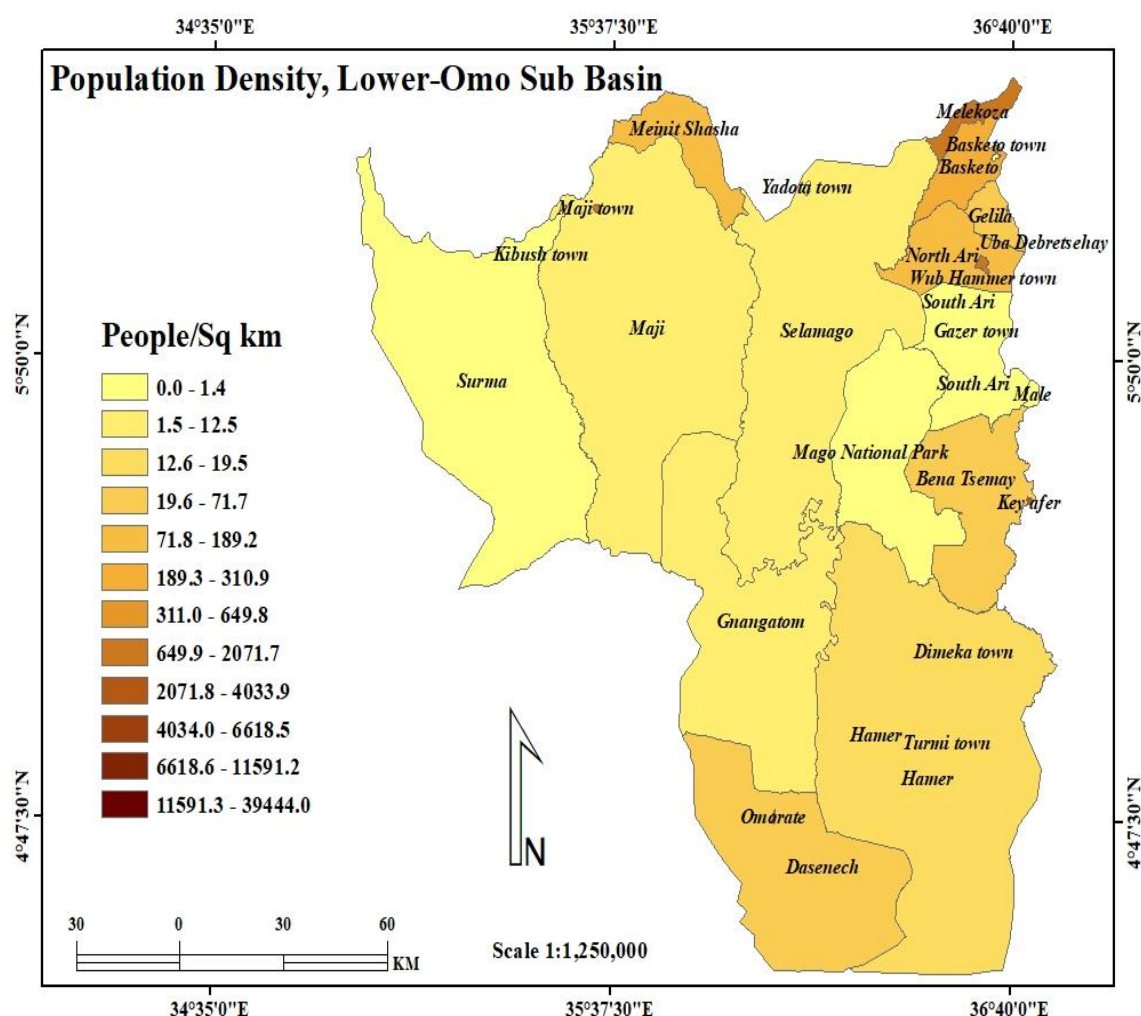 34°35'0"E
35°37'30"E
36°40'0"E
Population Density, Lower-Omo Sub Basin
Melekoza
Meinit Shasha
Basketo town
Basketo
Yadota town
Maji town
Gelila
Uba Debretsehay
Kibush town
North Ari
Wub Hammer town
South Ari
People/Sq km
Maji
Selamago
Gazer town
5°50'0"N
5°50'0"N
0.0 - 1.4
Surma
South Ari
Male
1.5 - 12.5
12.6 - 19.5
Mago National Park
Bena Tsemay
19.6 - 71.7
Key afer
71.8 - 189.2
189.3 - 310.9
311.0 - 649.8
Gnangatom
649.9 - 2071.7
Dimeka town
2071.8 - 4033.9
4034.0 - 6618.5
Hamer
Turmi town
6618.6 - 11591.2
Hamer
11591.3 - 39444.0
4°47'30"N
4°47'30"N
Omorate
N
Dasenech
30
0
30
60
KM
Scale 1:1,250,000
34°35'0"E
35°37'30"E
36°40'0"E